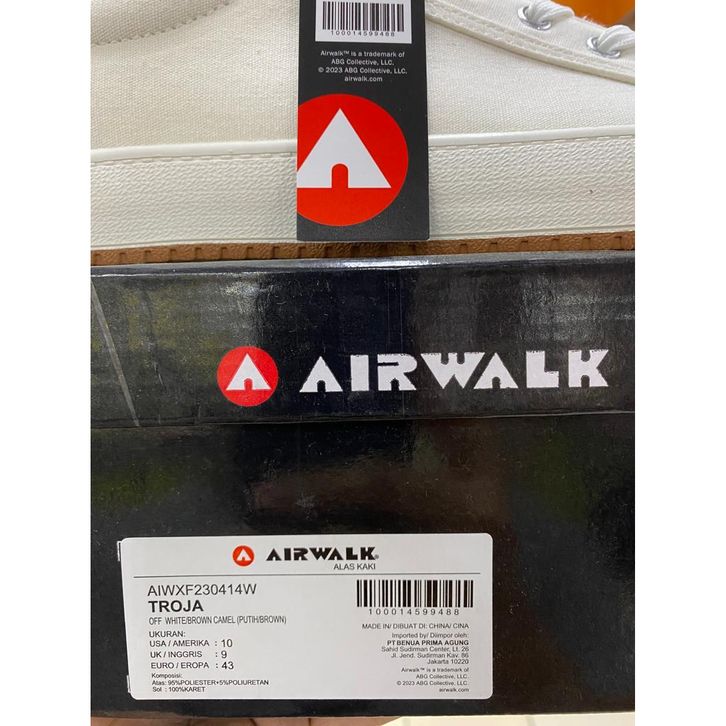 100014599488
Airwalk™ is a trademark of
ABG Collective, LLC.
© 2023 ABG Collective, LLC.
airwalk.com
AIRWALK
AIRWALK®
ALAS KAKI
AIWXF230414W
TROJA
OFF WHITE/BROWN CAMEL (PUTIH/BROWN)
UKURAN:
USA / AMERIKA : 10
UK / INGGRIS : 9
EURO / EROPA : 43
Komposisi:
Atas: 95%POLIESTER+5%POLIURETAN
Sol : 100%KARET
100014599488
MADE IN/ DIBUAT DI: CHINA/ CINA
Imported by/ Diimpor oleh:
PT BENUA PRIMA AGUNG
Sahid Sudirman Center, Lt. 26
Jl. Jend. Sudirman Kav. 86
Jakarta 10220
Airwalk™ is a trademark of
ABG Collective, LLC.
© 2023 ABG Collective, LLC.
airwalk.com